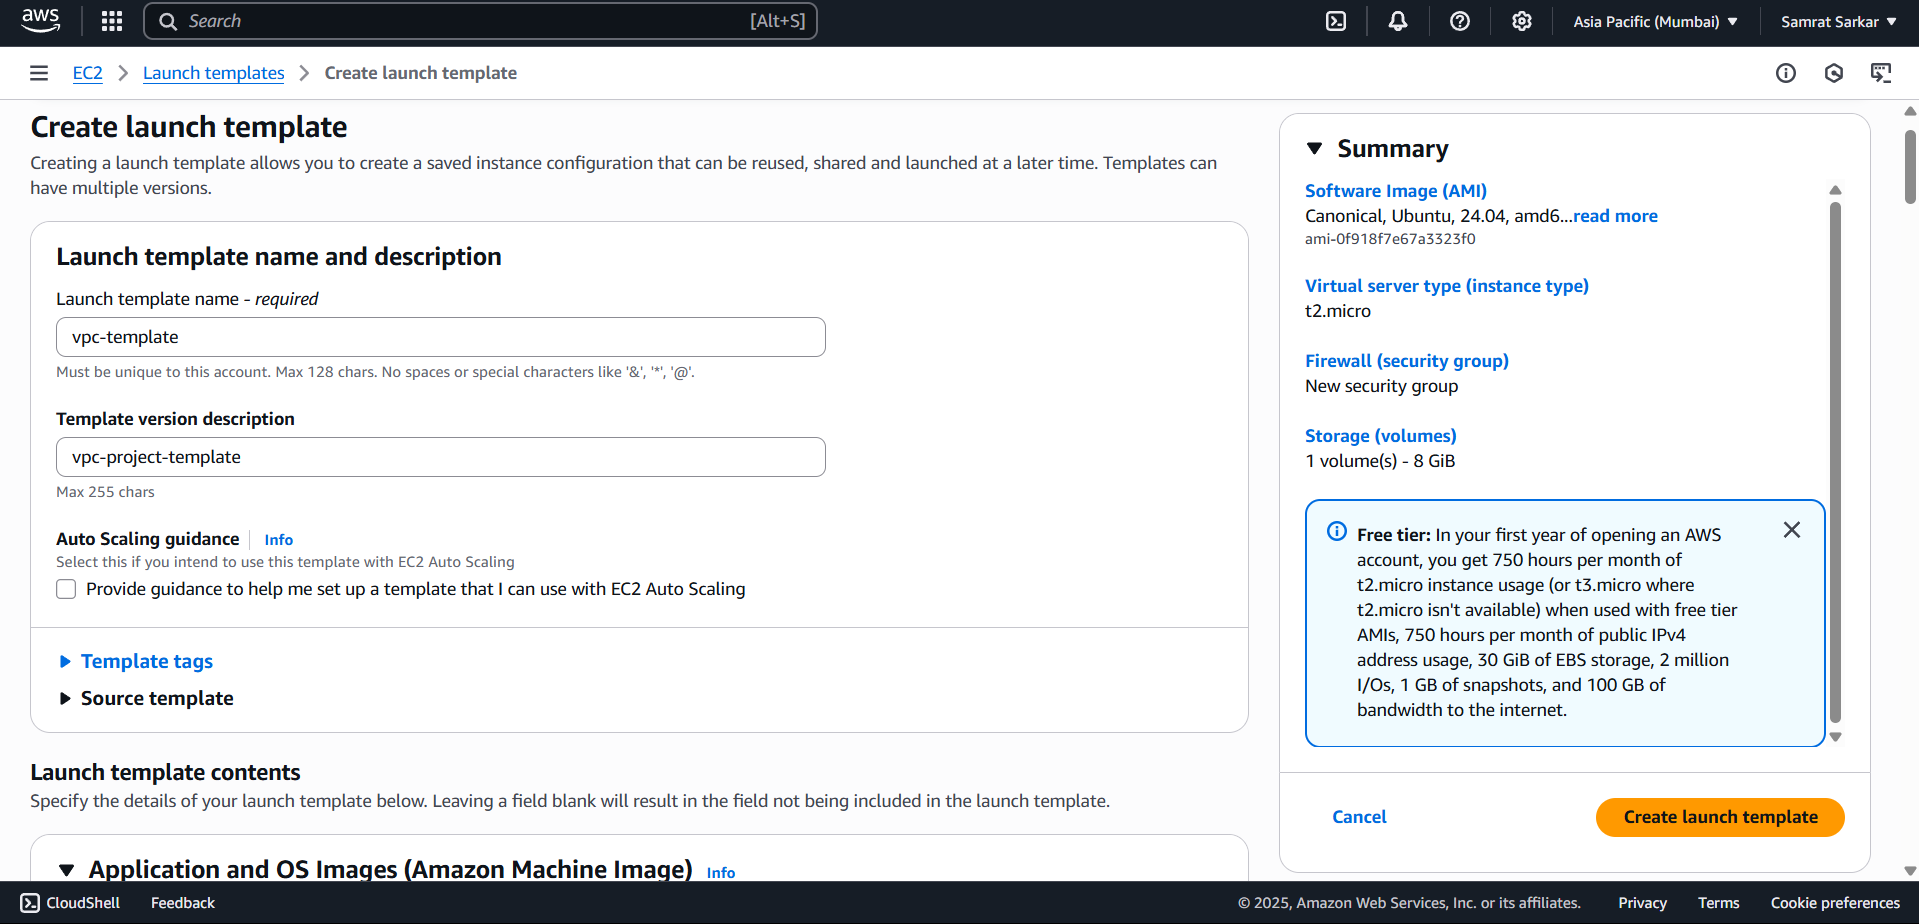 aws
Search [Alt+S]
Asia Pacific (Mumbai)
Samrat Sarkar
EC2
Launch templates
Create launch template
Create launch template
Creating a launch template allows you to create a saved instance configuration that can be reused, shared and launched at a later time. Templates can
have multiple versions.
Launch template name and description
Launch template name - required
vpc-template
Must be unique to this account. Max 128 chars. No spaces or special characters like '&', '*', '@'.
Template version description
vpc-project-template
Max 255 chars
Auto Scaling guidance Info
Select this if you intend to use this template with EC2 Auto Scaling
Provide guidance to help me set up a template that I can use with EC2 Auto Scaling
Template tags
Source template
Launch template contents
Specify the details of your launch template below. Leaving a field blank will result in the field not being included in the launch template.
Application and OS Images (Amazon Machine Image) Info
Summary
Software Image (AMI)
Canonical, Ubuntu, 24.04, amd6...read more
ami-0f918f7e67a3323f0
Virtual server type (instance type)
t2.micro
Firewall (security group)
New security group
Storage (volumes)
1 volume(s) - 8 GiB
Free tier: In your first year of opening an AWS
account, you get 750 hours per month of
t2.micro instance usage (or t3.micro where
t2.micro isn't available) when used with free tier
AMIs, 750 hours per month of public IPv4
address usage, 30 GiB of EBS storage, 2 million
I/Os, 1 GB of snapshots, and 100 GB of
bandwidth to the internet.
Cancel
Create launch template
CloudShell
Feedback
© 2025, Amazon Web Services, Inc. or its affiliates.
Privacy
Terms
Cookie preferences